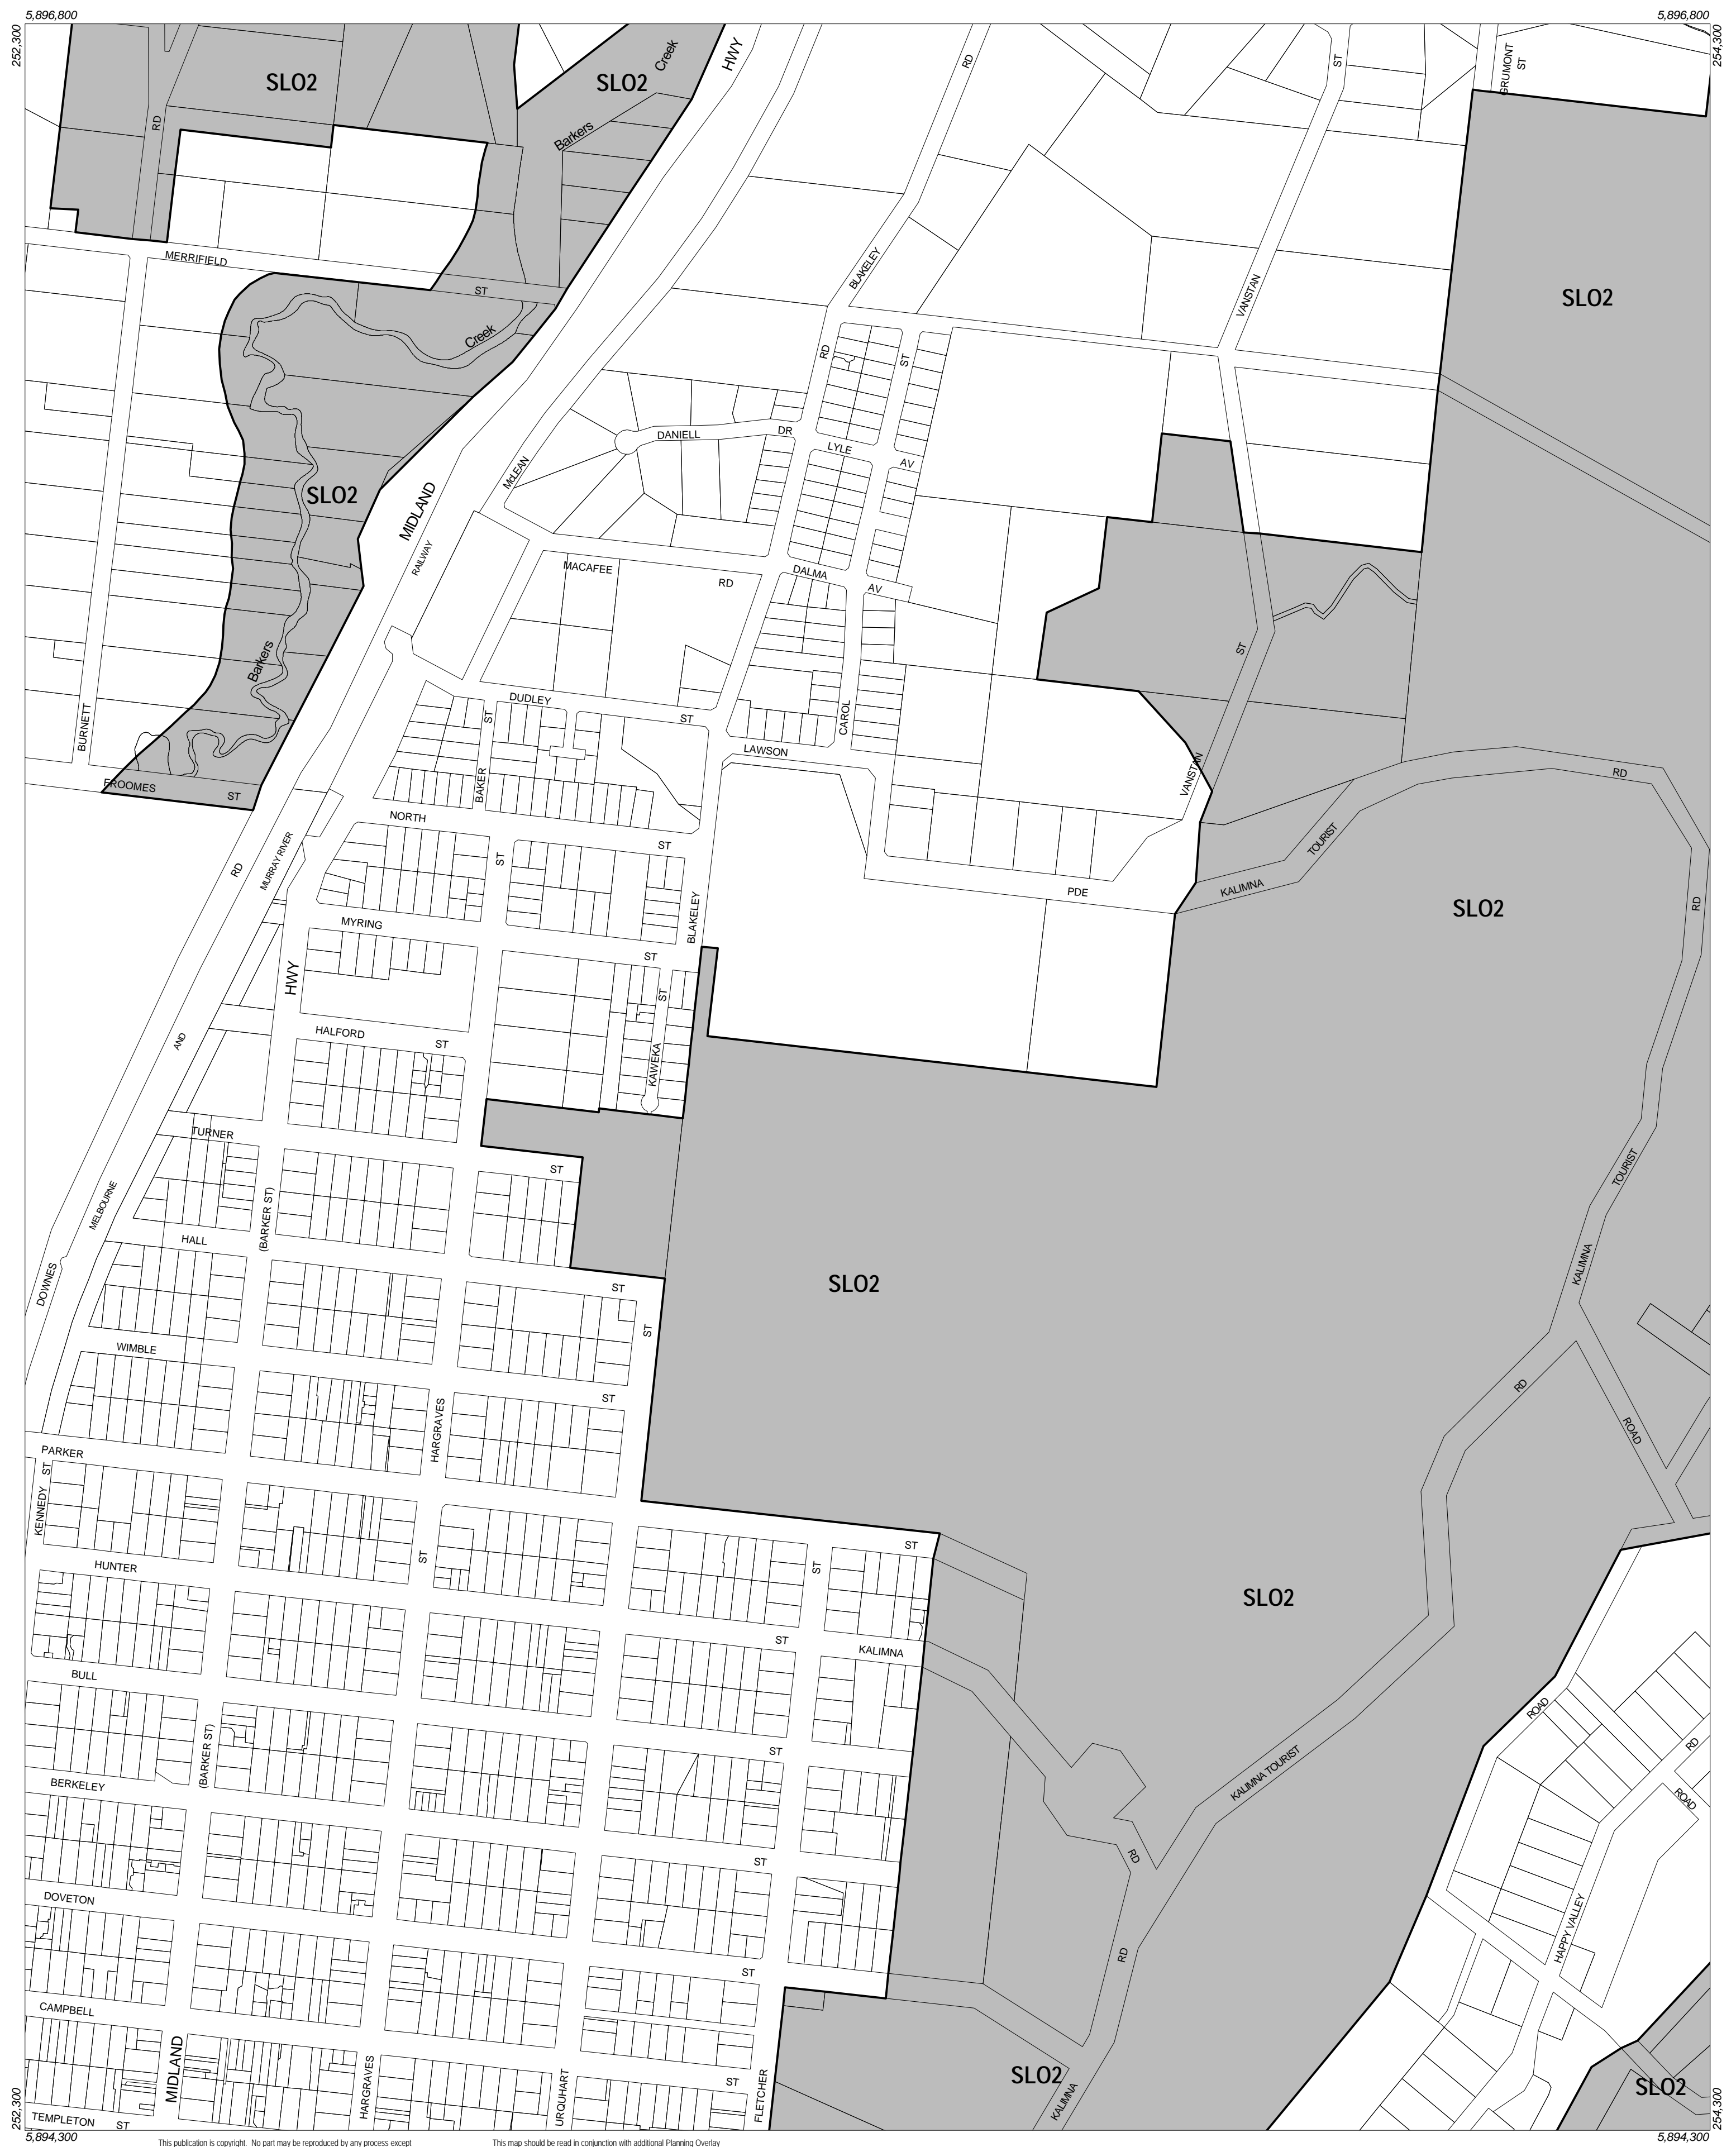 5,896,800
5,896,800
252,300
254,300
SLO2
SLO2
Creek
HWY
RD
ST
GRUMONT
ST
RD
Barkers
MERRIFIELD
ST
BLAKELEY
VANSTAN
SLO2
Creek
RD
ST
DANIELL
DR
LYLE
AV
McLEAN
SLO2
MIDLAND
RAILWAY
MACAFEE
RD
DALMA
AV
ST
Barkers
DUDLEY
ST
ST
CAROL
BURNETT
LAWSON
VANSTAN
RD
FROOMES
ST
BAKER
NORTH
ST
ST
TOURIST
RD
MURRAY RIVER
KALIMNA
PDE
RD
SLO2
MYRING
ST
BLAKELEY
HWY
ST
AND
HALFORD
ST
KAWEKA
TURNER
ST
TOURIST
MELBOURNE
(BARKER ST)
HALL
ST
KALIMNA
DOWNES
SLO2
ST
WIMBLE
ST
RD
HARGRAVES
ROAD
PARKER
ST
KENNEDY
ST
ST
ST
HUNTER
SLO2
ST
KALIMNA
BULL
ROAD
(BARKER ST)
ST
RD
KALIMNA TOURIST
BERKELEY
ROAD
ST
RD
DOVETON
HAPPY VALLEY
RD
ST
CAMPBELL
MIDLAND
HARGRAVES
URQUHART
ST
FLETCHER
SLO2
KALIMNA
SLO2
TEMPLETON
ST
252,300
254,300
5,894,300
5,894,300
This publication is copyright. No part may be reproduced by any process except
This map should be read in conjunction with additional Planning Overlay